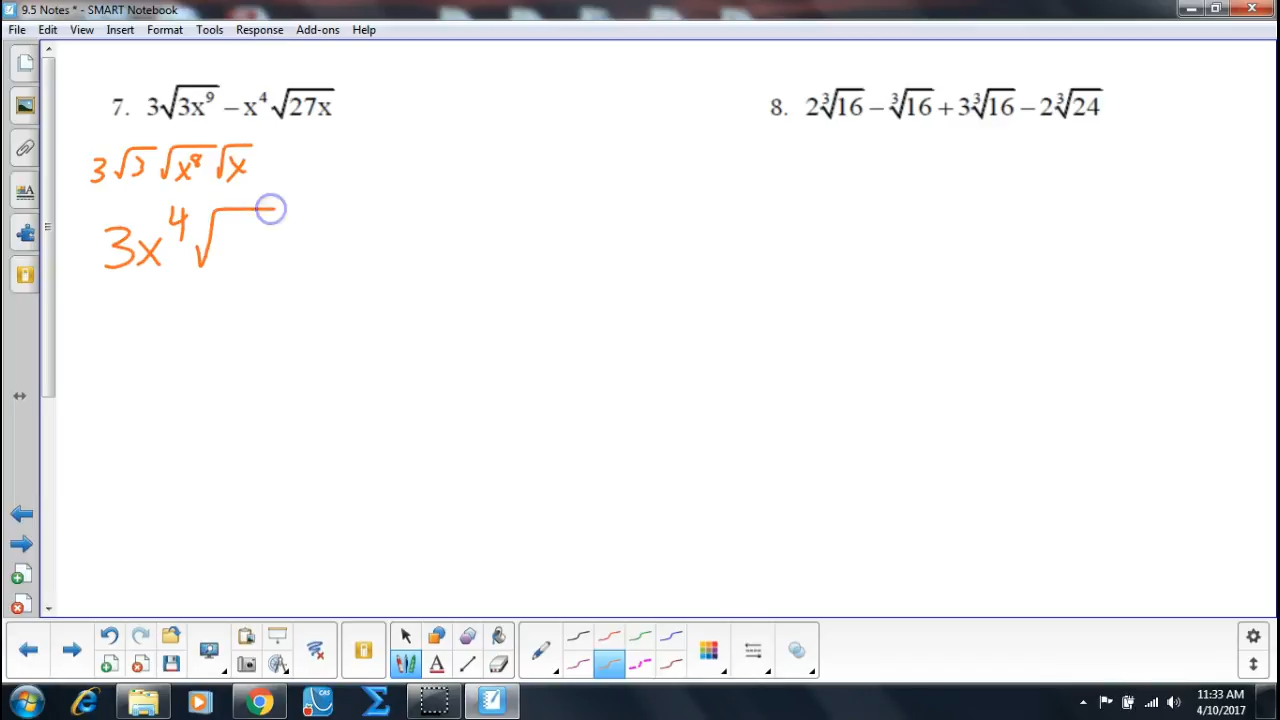 9.5 Notes * - SMART Notebook
File Edit View Insert Format Tools Response Add-ons Help
7. 3√3x⁹ − x⁴√27x
8. 2∛16 − ∛16 + 3∛16 − 2∛24
3√3 √x⁸ √x
3x⁴√
11:33 AM
4/10/2017